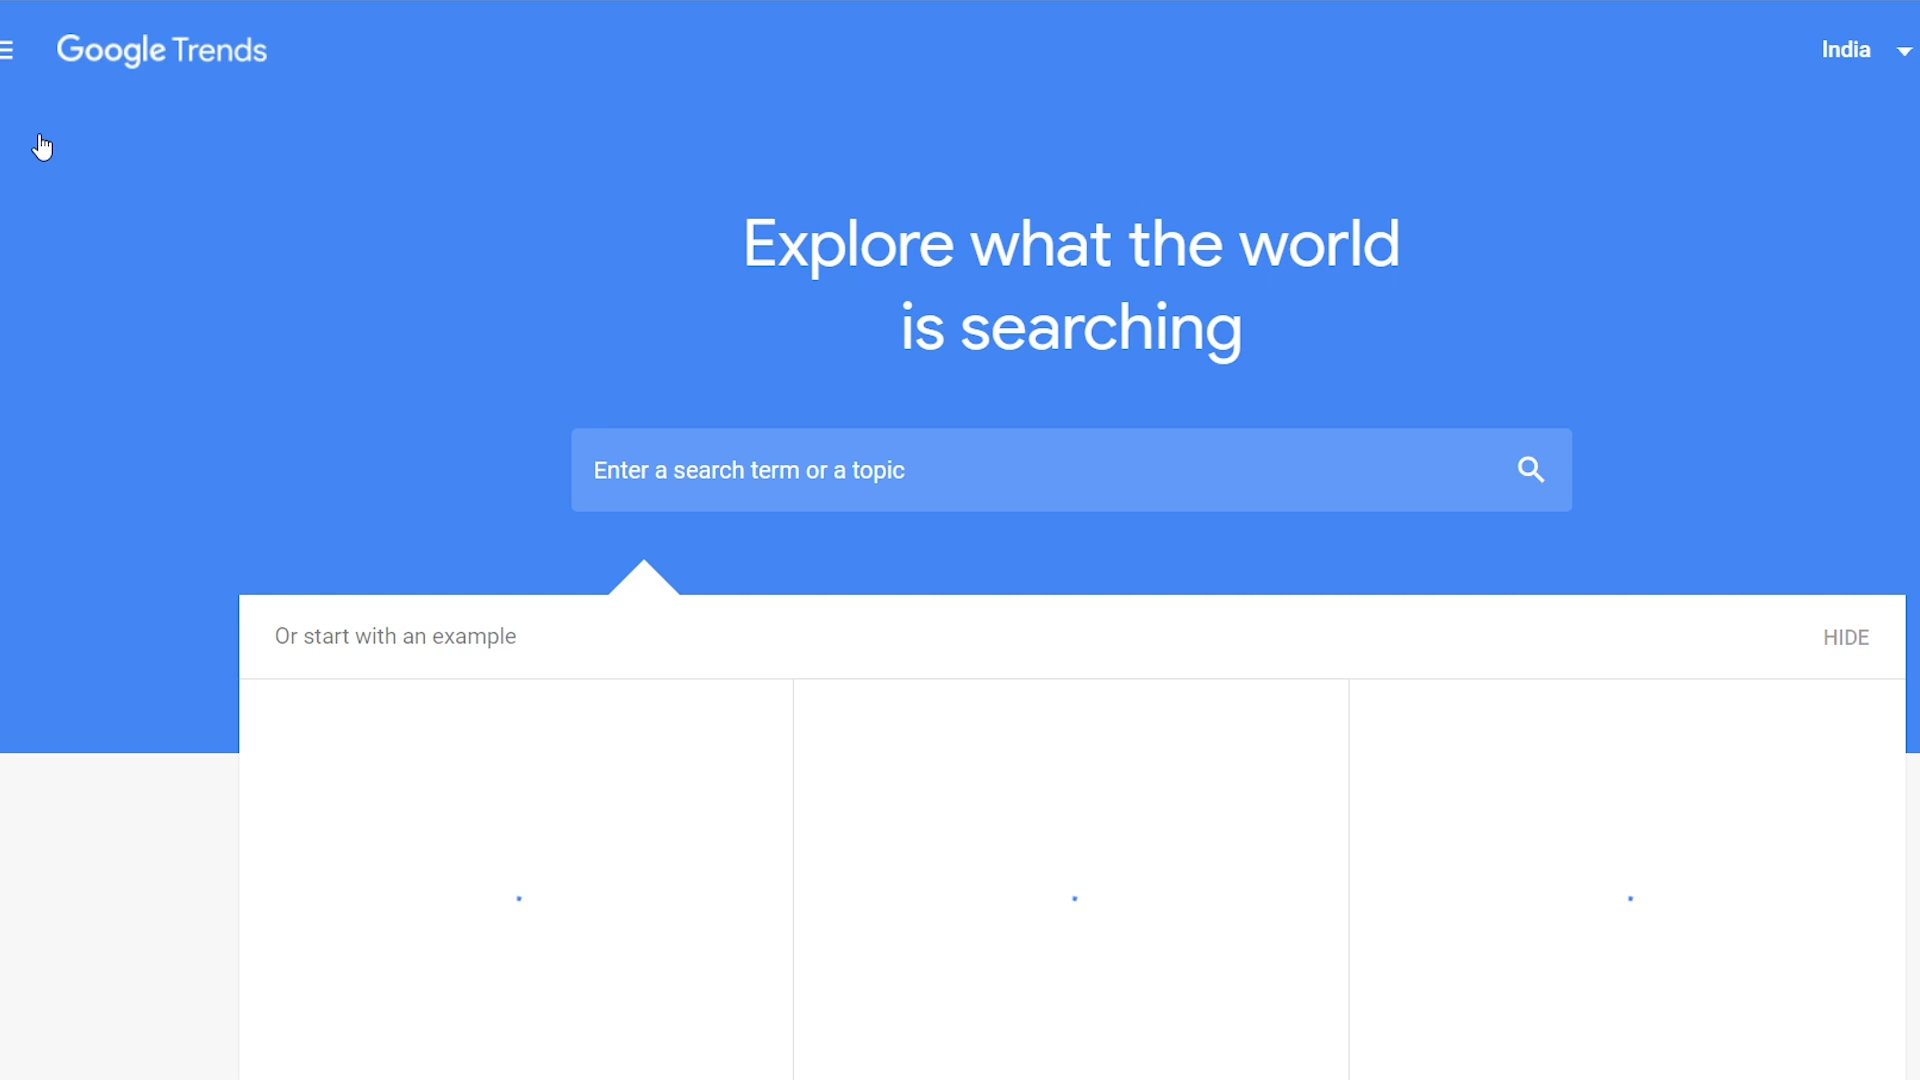 Google Trends
India
Explore what the world
is searching
Enter a search term or a topic
Or start with an example
HIDE